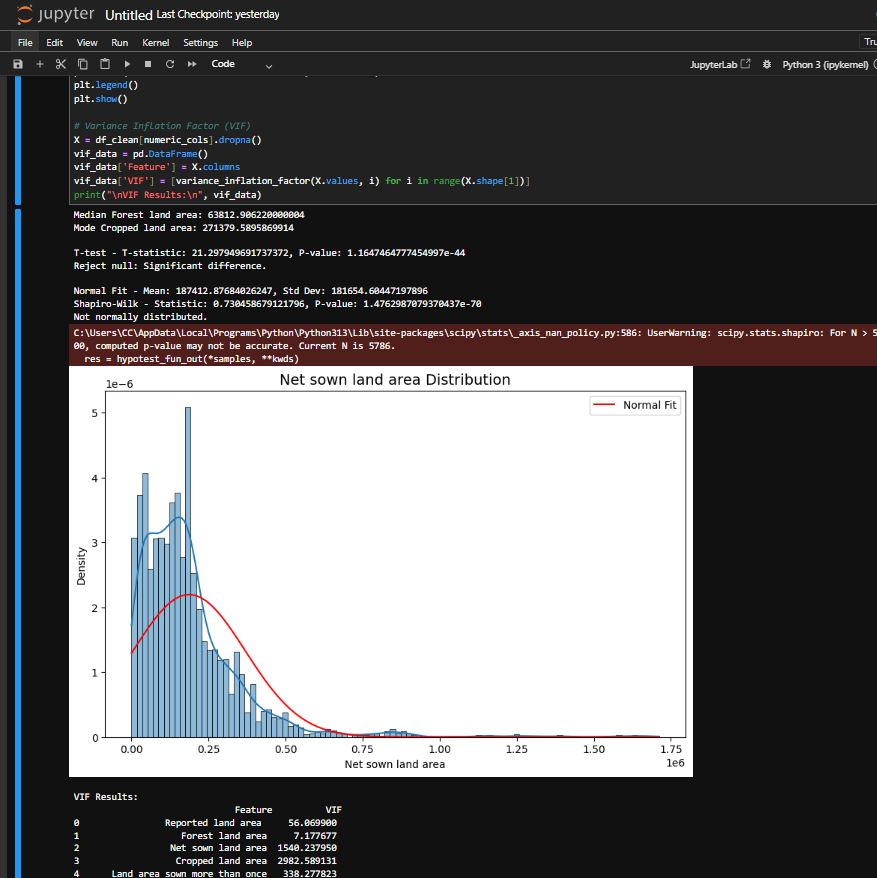 jupyter Untitled Last Checkpoint: yesterday
File Edit View Run Kernel Settings Help
Code JupyterLab Python 3 (ipykernel)
plt.legend()
plt.show()
# Variance Inflation Factor (VIF)
X = df_clean[numeric_cols].dropna()
vif_data = pd.DataFrame()
vif_data['Feature'] = X.columns
vif_data['VIF'] = [variance_inflation_factor(X.values, i) for i in range(X.shape[1])]
print("\nVIF Results:\n", vif_data)
Median Forest land area: 63812.906220000004
Mode Cropped land area: 271379.5895869914
T-test - T-statistic: 21.297949691737372, P-value: 1.1647464777454997e-44
Reject null: Significant difference.
Normal Fit - Mean: 187412.87684026247, Std Dev: 181654.60447197896
Shapiro-Wilk - Statistic: 0.730458679121796, P-value: 1.4762987079370437e-70
Not normally distributed.
C:\Users\CC\AppData\Local\Programs\Python\Python313\Lib\site-packages\scipy\stats\_axis_nan_policy.py:586: UserWarning: scipy.stats.shapiro: For N > 5
00, computed p-value may not be accurate. Current N is 5786.
res = hypotest_fun_out(*samples, **kwds)
1e−6
Net sown land area Distribution
Normal Fit
5
4
3
2
1
0
Density
0.00 0.25 0.50 0.75 1.00 1.25 1.50 1.75
1e6
Net sown land area
VIF Results:
Feature VIF
0 Reported land area 56.069900
1 Forest land area 7.177677
2 Net sown land area 1540.237950
3 Cropped land area 2982.589131
4 Land area sown more than once 338.277823